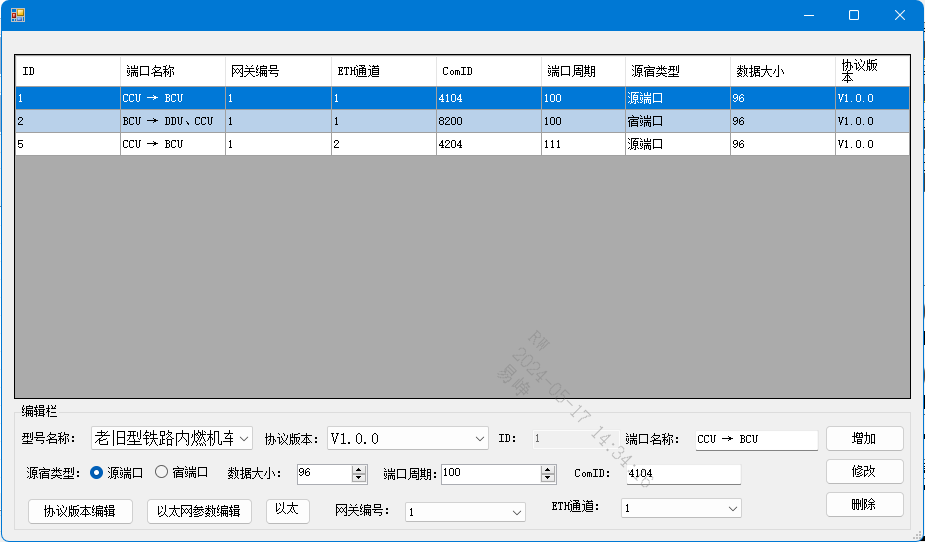 ID 端口名称 网关编号 ETH通道 ComID 端口周期 源宿类型 数据大小 协议版本
1 CCU → BCU 1 1 4104 100 源端口 96 V1.0.0
2 BCU → DDU、CCU 1 1 8200 100 宿端口 96 V1.0.0
5 CCU → BCU 1 2 4204 111 源端口 96 V1.0.0
RW
2024-05-17 14:34:16
易峥
编辑栏
型号名称: 老旧型铁路内燃机车 协议版本: V1.0.0 ID: 1 端口名称: CCU → BCU 增加
源宿类型: 源端口 宿端口 数据大小: 96 端口周期: 100 ComID: 4104 修改
协议版本编辑 以太网参数编辑 以太 网关编号: 1 ETH通道: 1 删除